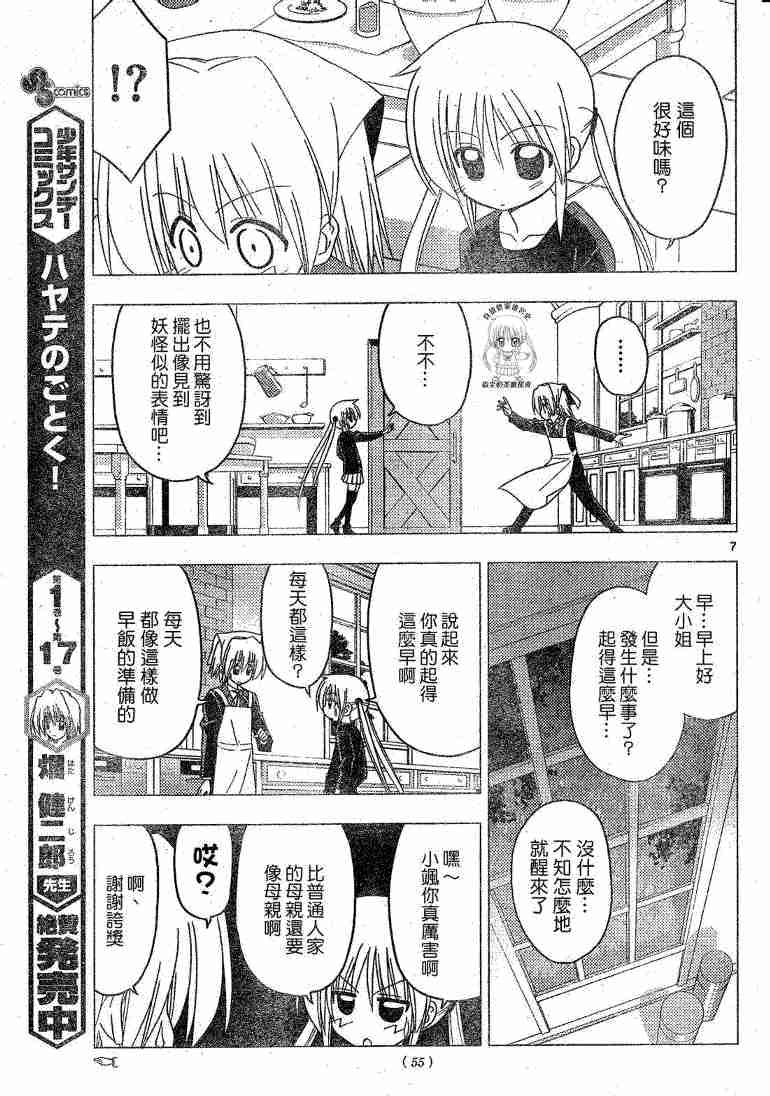 這個
很好味嗎?
!?
……
不不…
也不用驚訝到
擺出像見到
妖怪似的表情吧…
7
早…早上好
大小姐
但是…
發生什麼事了?
起得這麼早…
沒什麼…
不知怎麼地
就醒來了
說起來
你真的起得
這麼早啊
每天都這樣?
每天
都像這樣做
早飯的準備的
嘿～
小颯你真厲害啊
比普通人家
的母親還要
像母親啊
哎?
啊、
謝謝誇獎
(55)
comics
少年サンデー
コミックス
ハヤテのごとく!
第1巻～第17巻
畑健二郎
はたけんじろう
先生
絶賛
発売中